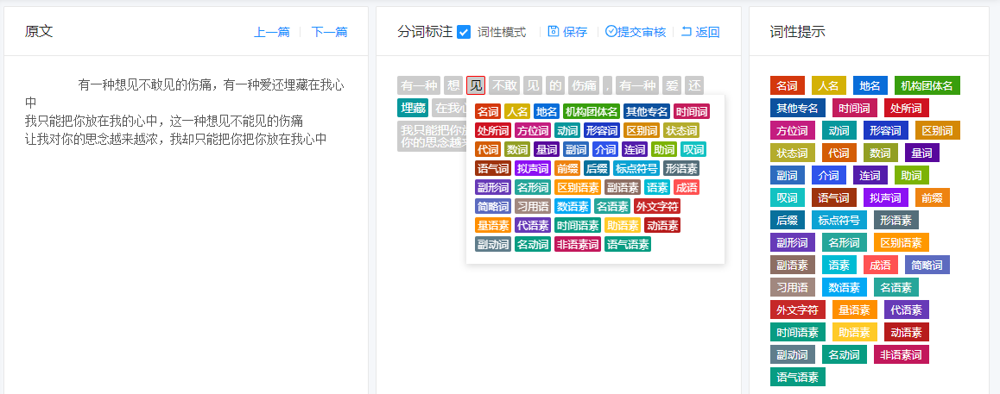 原文
上一篇 下一篇
有一种想见不敢见的伤痛，有一种爱还埋藏在我心
中
我只能把你放在我的心中，这一种想见不能见的伤痛
让我对你的思念越来越浓，我却只能把你把你放在我心中
分词标注 词性模式 保存 提交审核 返回
有一种 想 见 不敢 见 的 伤痛 , 有一种 爱 还
埋藏 在我心
我只能把你放
你的思念越来
名词 人名 地名 机构团体名 其他专名 时间词
处所词 方位词 动词 形容词 区别词 状态词
代词 数词 量词 副词 介词 连词 助词 叹词
语气词 拟声词 前缀 后缀 标点符号 形语素
副形词 名形词 区别语素 副语素 语素 成语
简略词 习用语 数语素 名语素 外文字符
量语素 代语素 时间语素 助语素 动语素
副动词 名动词 非语素词 语气语素
词性提示
名词 人名 地名 机构团体名
其他专名 时间词 处所词
方位词 动词 形容词 区别词
状态词 代词 数词 量词
副词 介词 连词 助词
叹词 语气词 拟声词 前缀
后缀 标点符号 形语素
副形词 名形词 区别语素
副语素 语素 成语 简略词
习用语 数语素 名语素
外文字符 量语素 代语素
时间语素 助语素 动语素
副动词 名动词 非语素词
语气语素